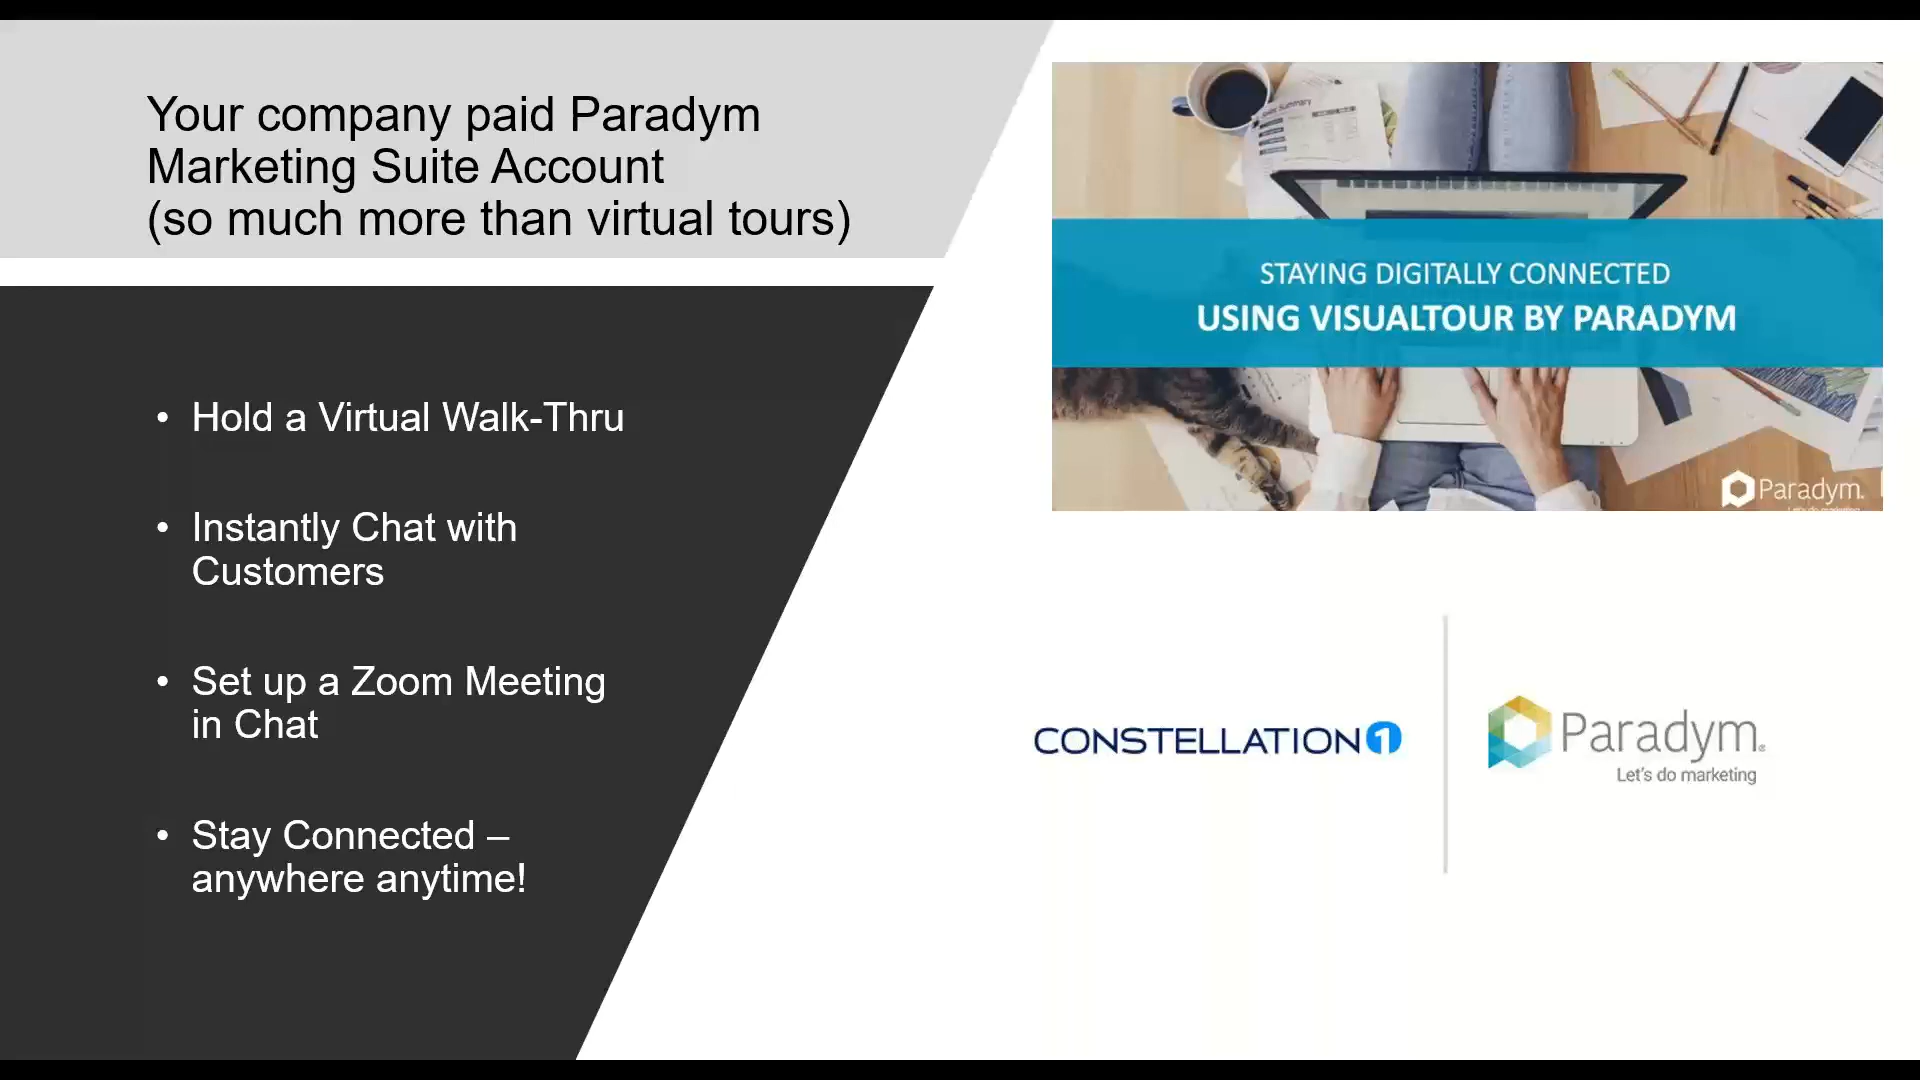 Your company paid Paradym
Marketing Suite Account
(so much more than virtual tours)
• Hold a Virtual Walk-Thru
• Instantly Chat with
Customers
• Set up a Zoom Meeting
in Chat
• Stay Connected –
anywhere anytime!
Summary
STAYING DIGITALLY CONNECTED
USING VISUALTOUR BY PARADYM
Paradym.
CONSTELLATION1
Paradym®
Let's do marketing